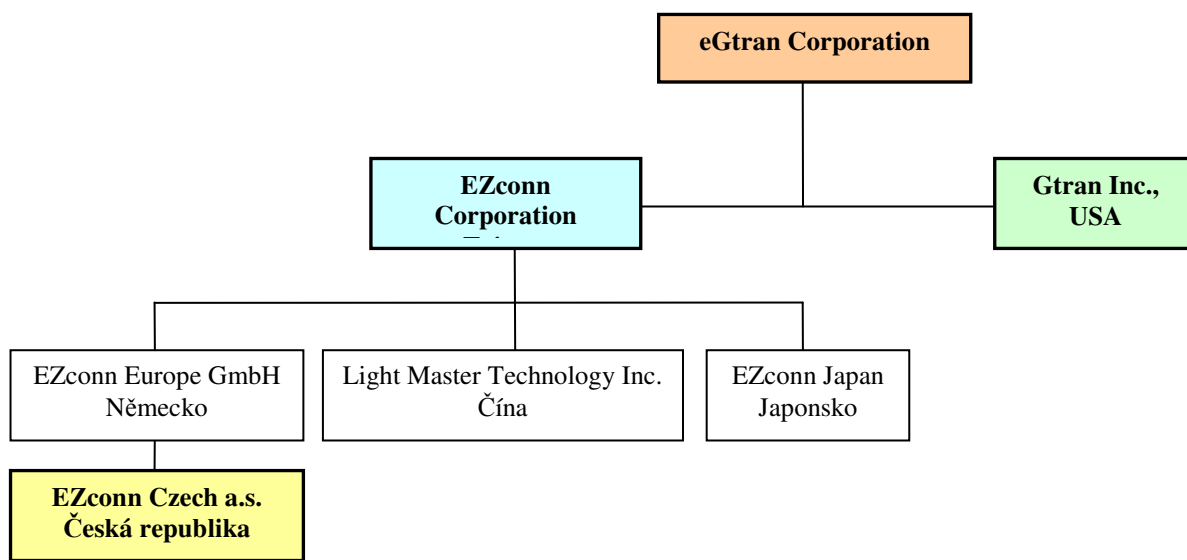 eGtran Corporation
EZconn
Corporation
Gtran Inc.,
USA
EZconn Europe GmbH
Německo
Light Master Technology Inc.
Čína
EZconn Japan
Japonsko
EZconn Czech a.s.
Česká republika